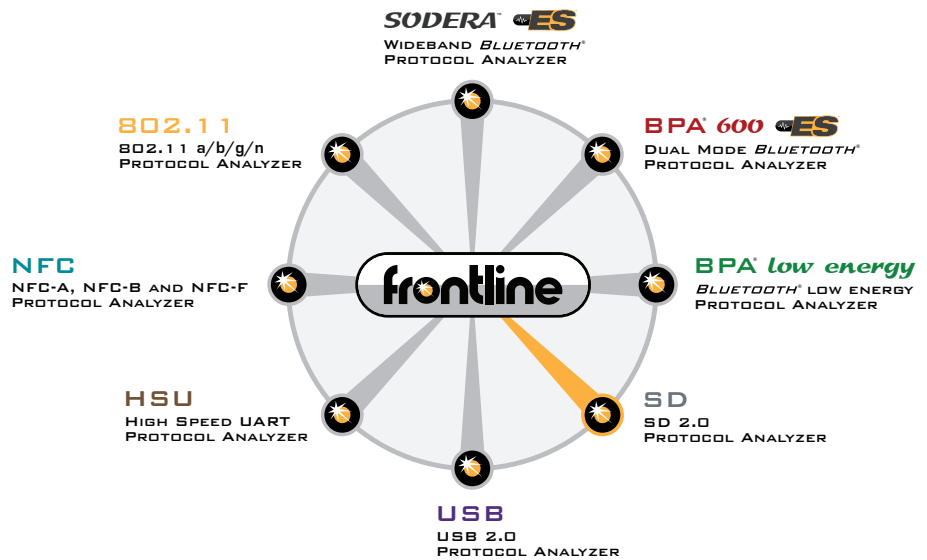 SODERA™ ES
WIDEBAND BLUETOOTH®
PROTOCOL ANALYZER
802.11
802.11 a/b/g/n
PROTOCOL ANALYZER
BPA® 600 ES
DUAL MODE BLUETOOTH®
PROTOCOL ANALYZER
NFC
NFC-A, NFC-B AND NFC-F
PROTOCOL ANALYZER
frontline
BPA® low energy
BLUETOOTH® LOW ENERGY
PROTOCOL ANALYZER
HSU
HIGH SPEED UART
PROTOCOL ANALYZER
SD
SD 2.0
PROTOCOL ANALYZER
USB
USB 2.0
PROTOCOL ANALYZER